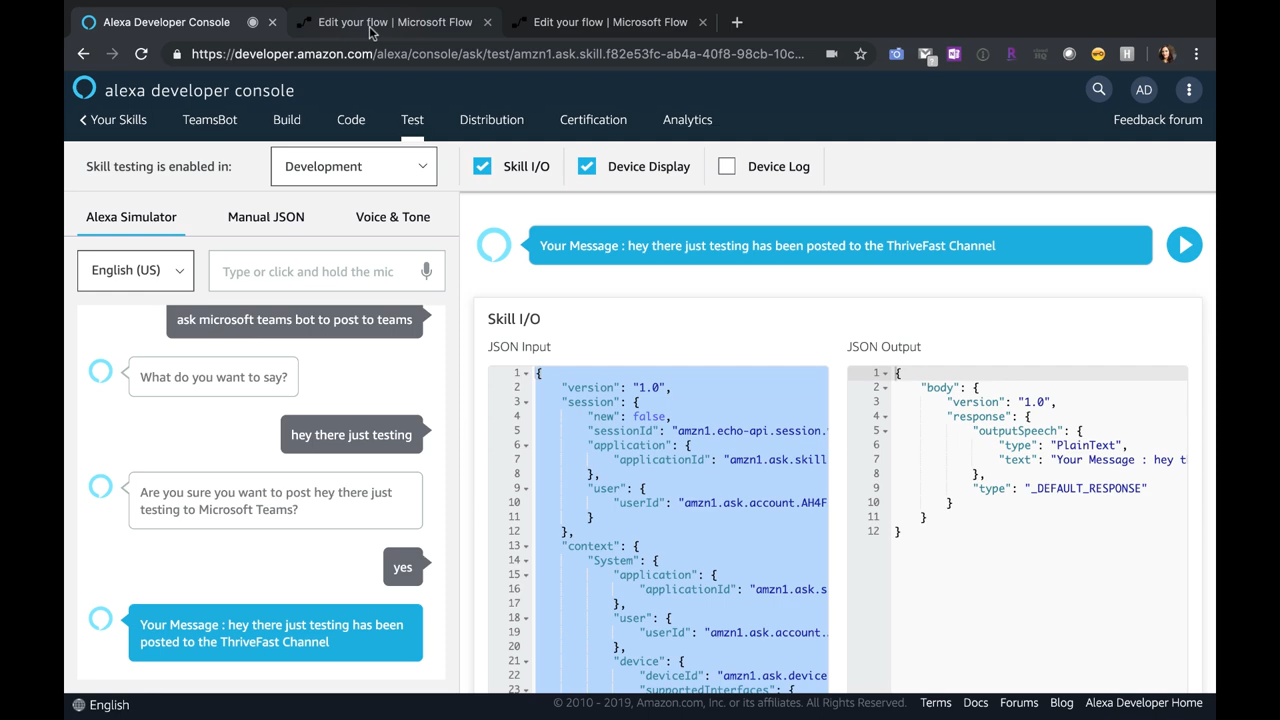 Alexa Developer Console
Edit your flow | Microsoft Flow
Edit your flow | Microsoft Flow
https://developer.amazon.com/alexa/console/ask/test/amzn1.ask.skill.f82e53fc-ab4a-40f8-98cb-10c...
alexa developer console
AD
Your Skills
TeamsBot
Build
Code
Test
Distribution
Certification
Analytics
Feedback forum
Skill testing is enabled in:
Development
Skill I/O
Device Display
Device Log
Alexa Simulator
Manual JSON
Voice & Tone
English (US)
Type or click and hold the mic
ask microsoft teams bot to post to teams
What do you want to say?
hey there just testing
Are you sure you want to post hey there just
testing to Microsoft Teams?
yes
Your Message : hey there just testing has been
posted to the ThriveFast Channel
Your Message : hey there just testing has been posted to the ThriveFast Channel
Skill I/O
JSON Input
1 {
2 "version": "1.0",
3 "session": {
4 "new": false,
5 "sessionId": "amzn1.echo-api.session.
6 "application": {
7 "applicationId": "amzn1.ask.skill
8 },
9 "user": {
10 "userId": "amzn1.ask.account.AH4F
11 }
12 },
13 "context": {
14 "System": {
15 "application": {
16 "applicationId": "amzn1.ask.s
17 },
18 "user": {
19 "userId": "amzn1.ask.account.
20 },
21 "device": {
22 "deviceId": "amzn1.ask.device
23 "supportedInterfaces": {
JSON Output
1 {
2 "body": {
3 "version": "1.0",
4 "response": {
5 "outputSpeech": {
6 "type": "PlainText",
7 "text": "Your Message : hey t
8 },
9 "type": "_DEFAULT_RESPONSE"
10 }
11 }
12 }
English
© 2010 - 2019, Amazon.com, Inc. or its affiliates. All Rights Reserved.
Terms
Docs
Forums
Blog
Alexa Developer Home